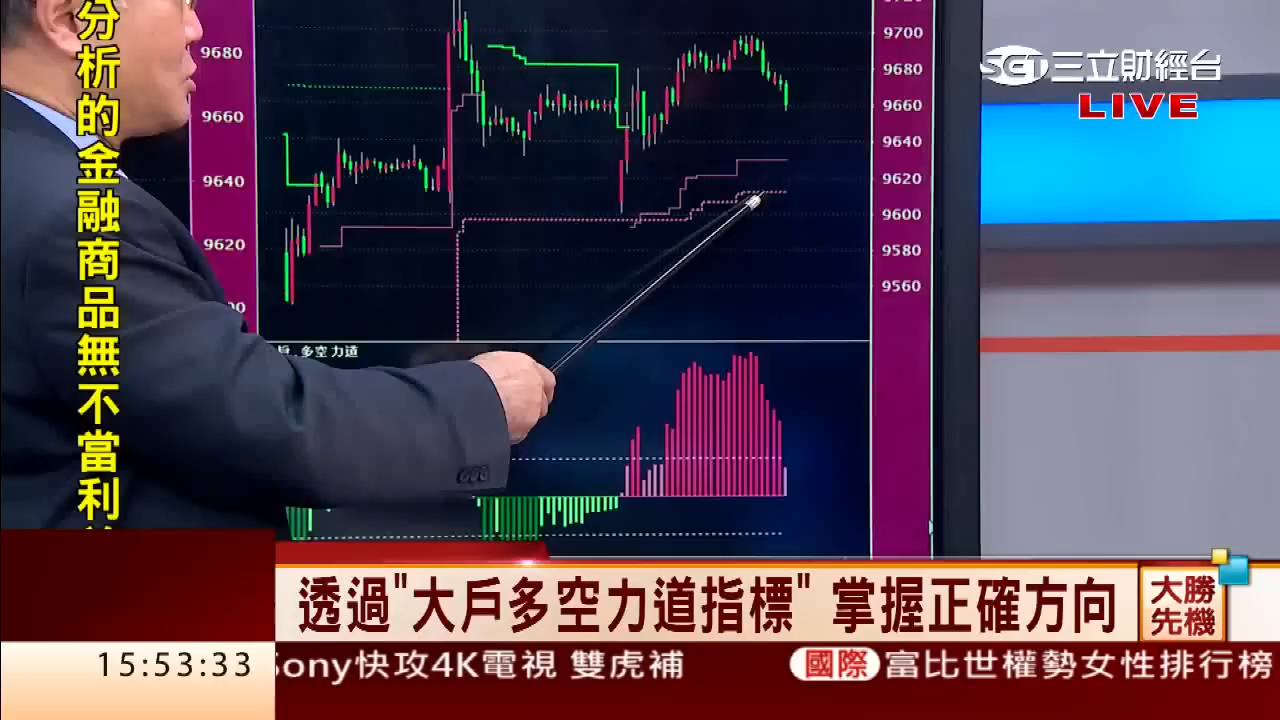 分析的金融商品無不當利
9680
9660
9640
9620
00
9700
9680
9660
9640
9620
9600
9580
9560
三立財經台
LIVE
多空力道
透過"大戶多空力道指標" 掌握正確方向
大勝
先機
15:53:33
Sony快攻4K電視 雙虎補
國際 富比世權勢女性排行榜